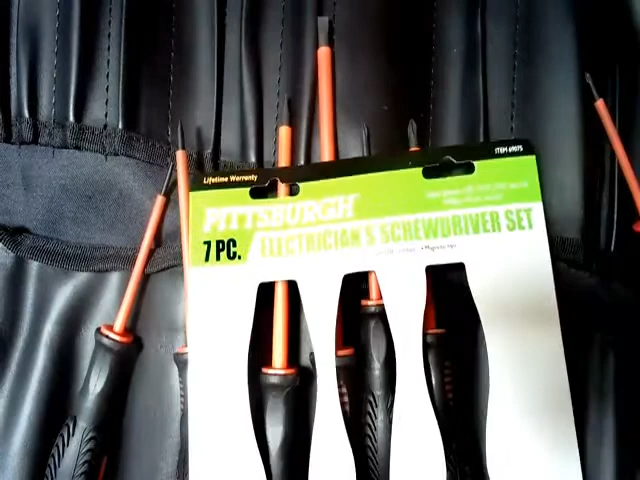 Lifetime Warranty
ITEM 69075
PITTSBURGH
7 PC. ELECTRICIAN'S SCREWDRIVER SET